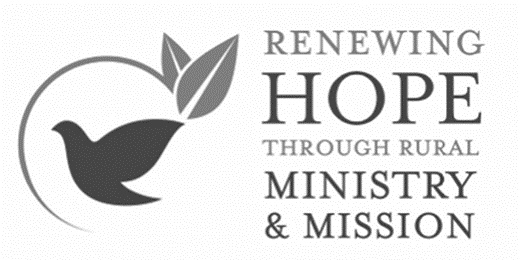 RENEWING
HOPE
THROUGH RURAL
MINISTRY
& MISSION